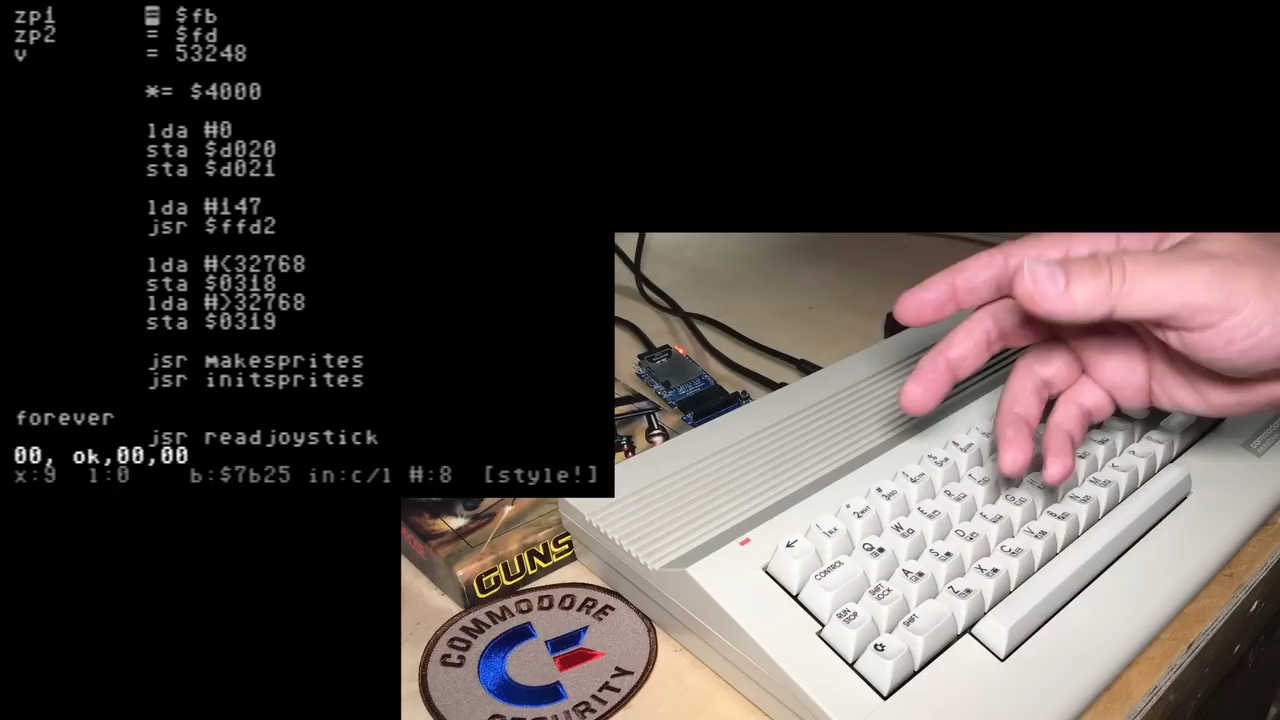 zp1 = $fb
zp2 = $fd
v = 53248
*= $4000
lda #0
sta $d020
sta $d021
lda #147
jsr $ffd2
lda #<32768
sta $0318
lda #>32768
sta $0319
jsr makesprites
jsr initsprites
forever
jsr readjoystick
00, ok,00,00
x:9 l:0 b:$7b25 in:c/l #:8 [style!]
GUNS
COMMODORE
SECURITY
CONTROL
SHIFT LOCK
RUN STOP
SHIFT
Q W E R
A S D F G
Z X C V B N M